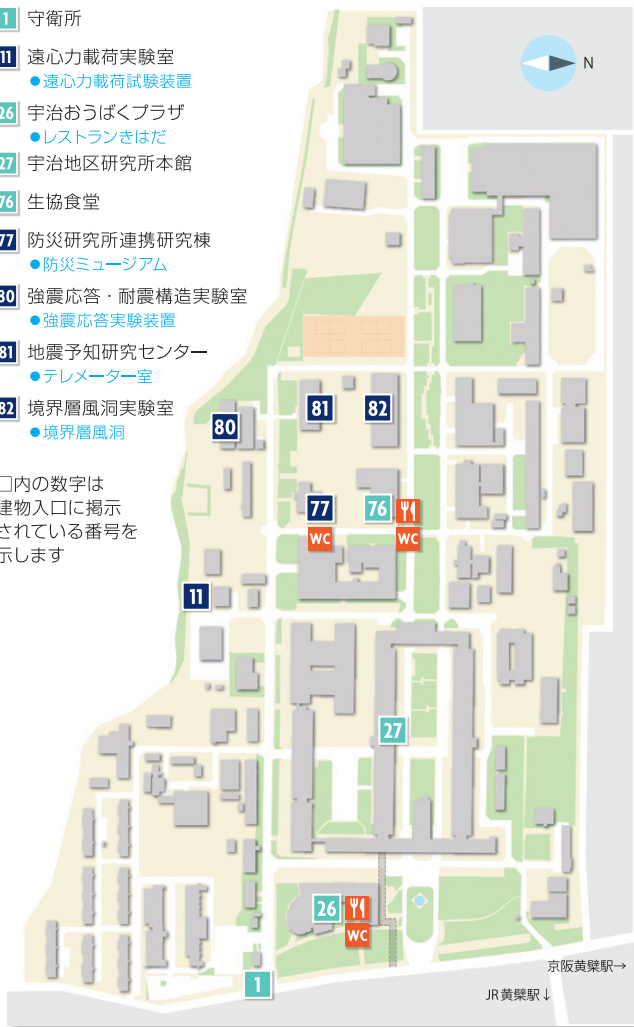 1 守衛所
11 遠心力載荷実験室
●遠心力載荷試験装置
26 宇治おうばくプラザ
●レストランきはだ
27 宇治地区研究所本館
76 生協食堂
77 防災研究所連携研究棟
●防災ミュージアム
80 強震応答・耐震構造実験室
●強震応答実験装置
81 地震予知研究センター
●テレメーター室
82 境界層風洞実験室
●境界層風洞
□内の数字は
建物入口に掲示
されている番号を
示します
N
81
82
80
77
76
WC
WC
11
27
26
WC
1
京阪黄檗駅→
JR黄檗駅↓